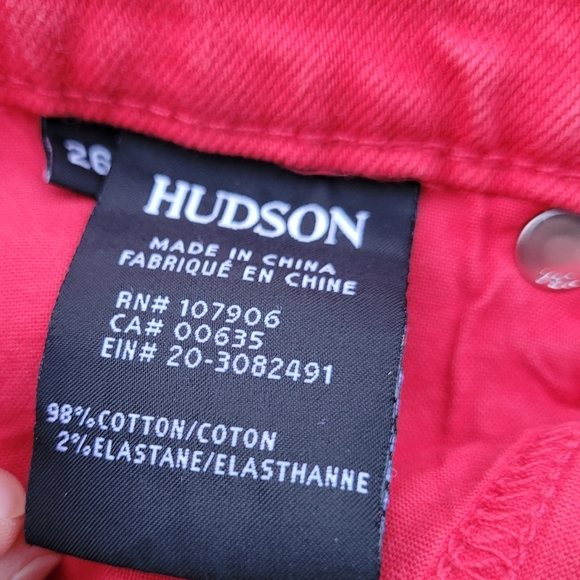 26
HUDSON
MADE IN CHINA
FABRIQUÉ EN CHINE
RN# 107906
CA# 00635
EIN# 20-3082491
98%COTTON/COTON
2%ELASTANE/ELASTHANNE